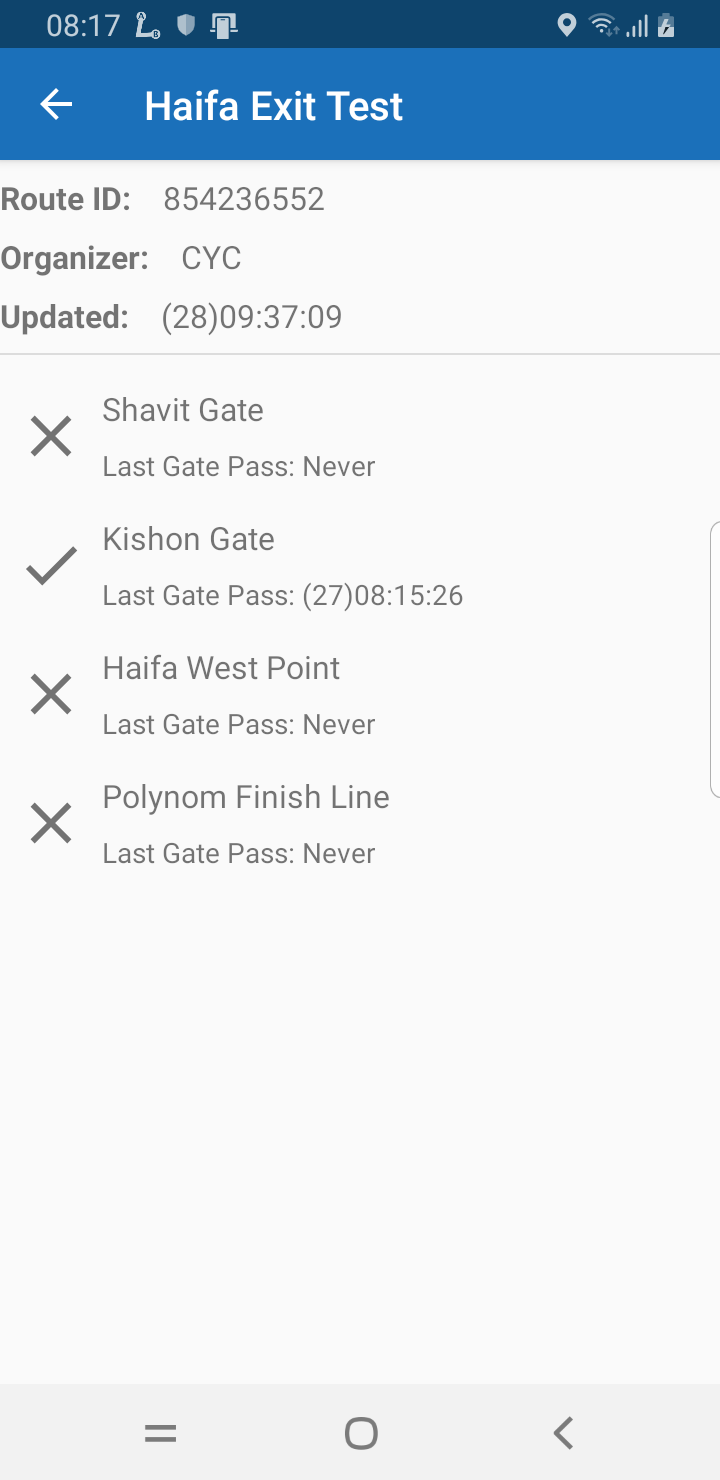 08:17
Haifa Exit Test
Route ID: 854236552
Organizer: CYC
Updated: (28)09:37:09
Shavit Gate
Last Gate Pass: Never
Kishon Gate
Last Gate Pass: (27)08:15:26
Haifa West Point
Last Gate Pass: Never
Polynom Finish Line
Last Gate Pass: Never